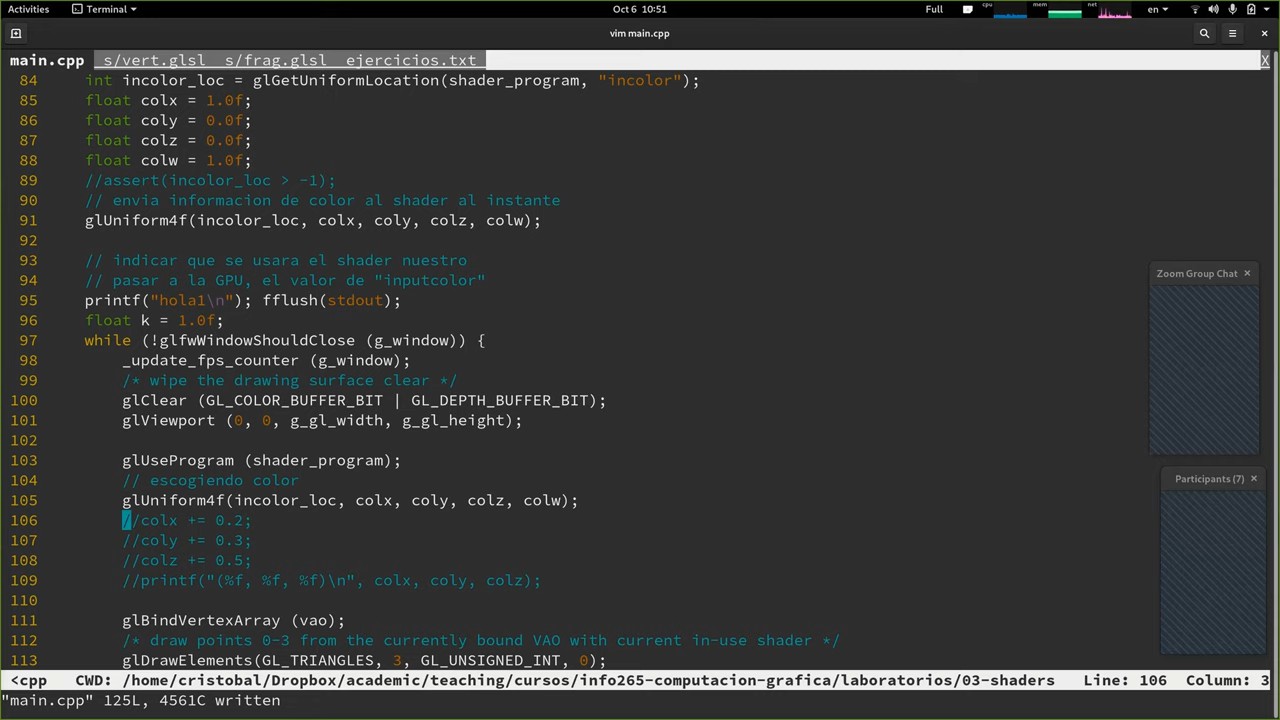 Activities Terminal Oct 6 10:51 Full cpu mem net en
vim main.cpp
main.cpp s/vert.glsl s/frag.glsl ejercicios.txt X
84 int incolor_loc = glGetUniformLocation(shader_program, "incolor");
85 float colx = 1.0f;
86 float coly = 0.0f;
87 float colz = 0.0f;
88 float colw = 1.0f;
89 //assert(incolor_loc > -1);
90 // envia informacion de color al shader al instante
91 glUniform4f(incolor_loc, colx, coly, colz, colw);
92
93 // indicar que se usara el shader nuestro
94 // pasar a la GPU, el valor de "inputcolor"
95 printf("hola1\n"); fflush(stdout);
96 float k = 1.0f;
97 while (!glfwWindowShouldClose (g_window)) {
98 _update_fps_counter (g_window);
99 /* wipe the drawing surface clear */
100 glClear (GL_COLOR_BUFFER_BIT | GL_DEPTH_BUFFER_BIT);
101 glViewport (0, 0, g_gl_width, g_gl_height);
102
103 glUseProgram (shader_program);
104 // escogiendo color
105 glUniform4f(incolor_loc, colx, coly, colz, colw);
106 //colx += 0.2;
107 //coly += 0.3;
108 //colz += 0.5;
109 //printf("(%f, %f, %f)\n", colx, coly, colz);
110
111 glBindVertexArray (vao);
112 /* draw points 0-3 from the currently bound VAO with current in-use shader */
113 glDrawElements(GL_TRIANGLES, 3, GL_UNSIGNED_INT, 0);
<cpp CWD: /home/cristobal/Dropbox/academic/teaching/cursos/info265-computacion-grafica/laboratorios/03-shaders Line: 106 Column: 3
"main.cpp" 125L, 4561C written
Zoom Group Chat
Participants (7)